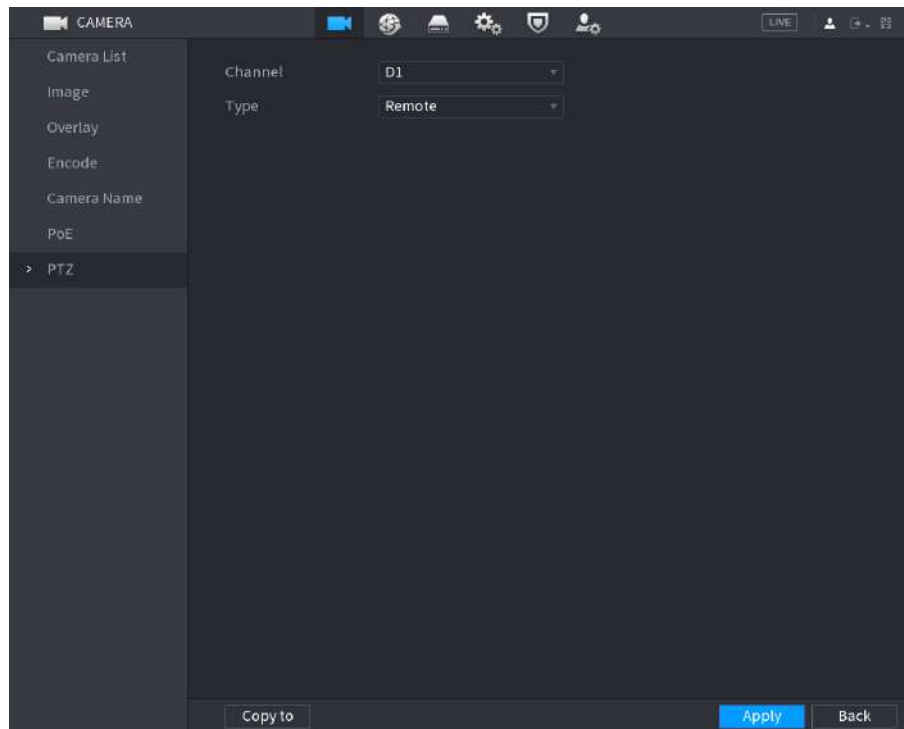 CAMERA
LIVE
Camera List
Image
Overlay
Encode
Camera Name
PoE
PTZ
Channel D1
Type Remote
Copy to
Apply
Back